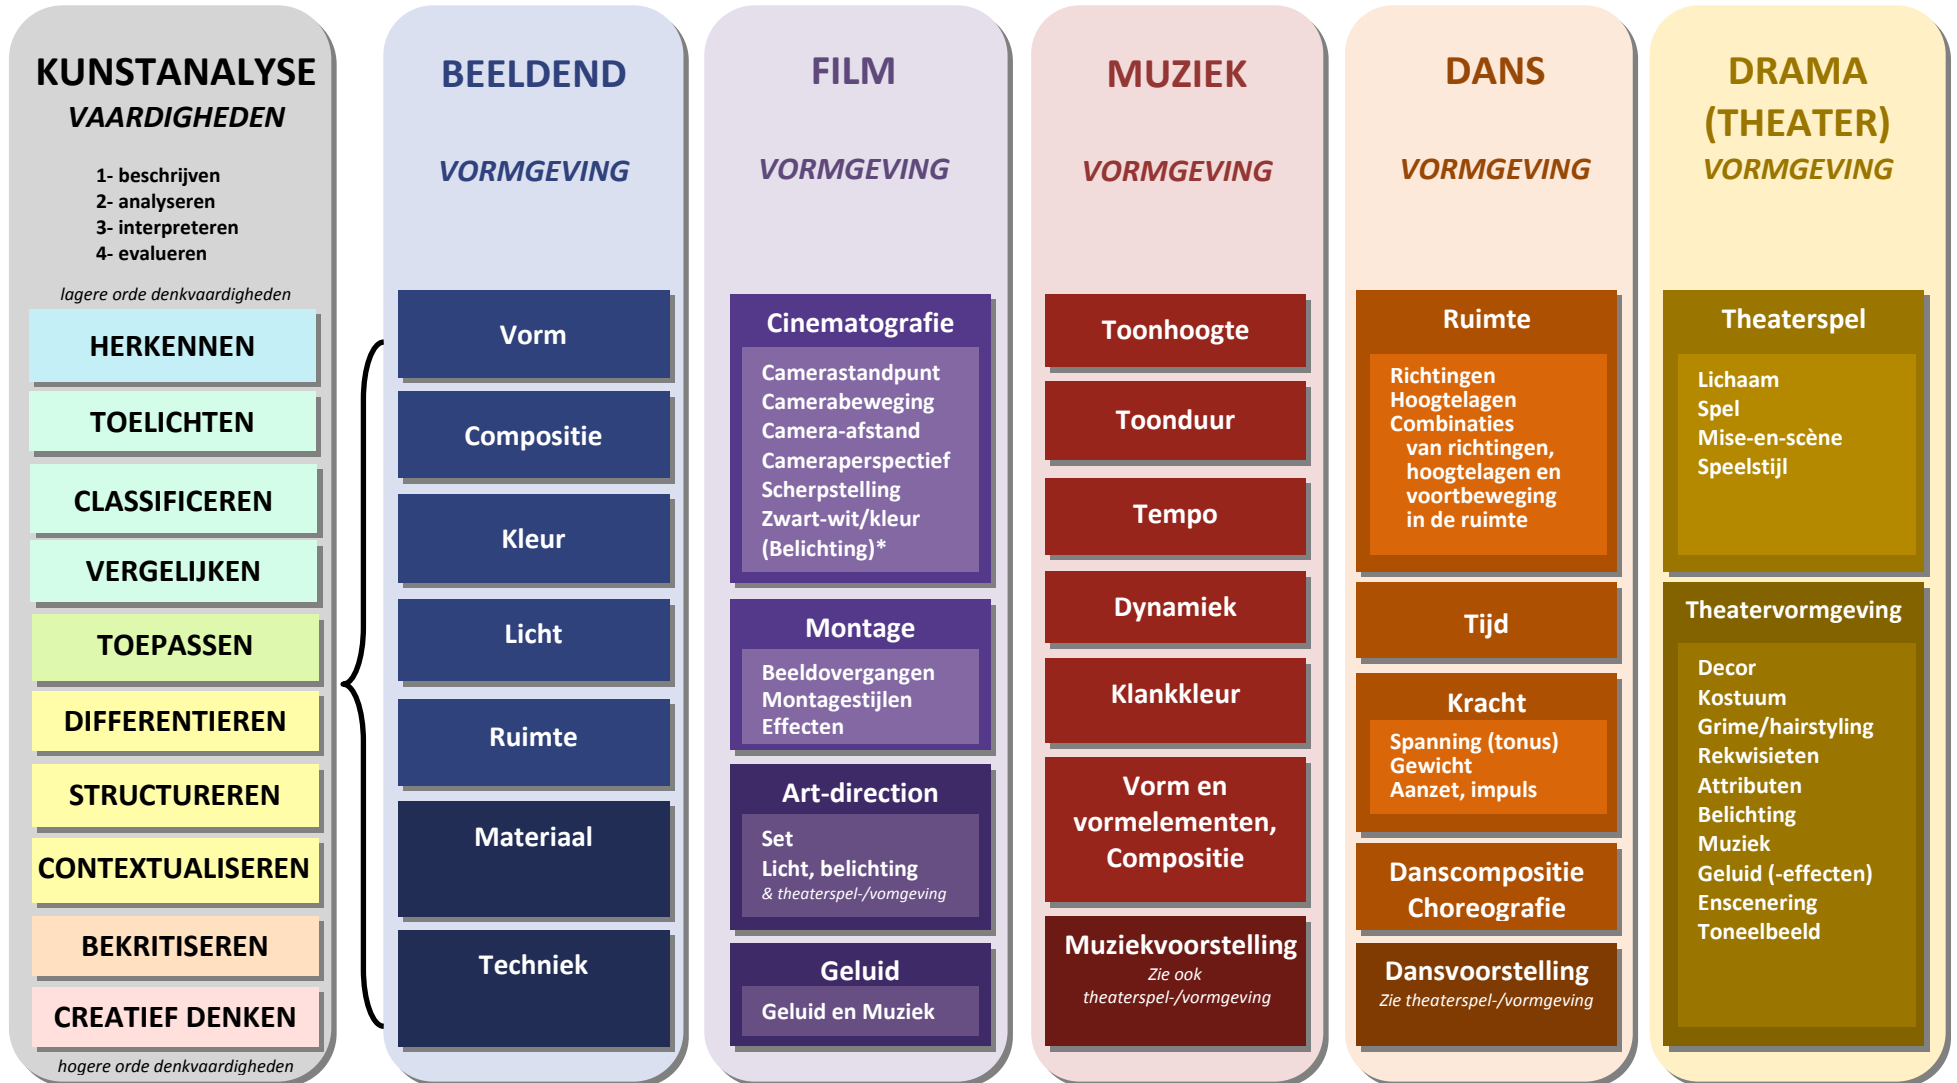 KUNSTANALYSE
VAARDIGHEDEN
1- beschrijven
2- analyseren
3- interpreteren
4- evalueren
lagere orde denkvaardigheden
HERKENNEN
TOELICHTEN
CLASSIFICEREN
VERGELIJKEN
TOEPASSEN
DIFFERENTIEREN
STRUCTUREREN
CONTEXTUALISEREN
BEKRITISEREN
CREATIEF DENKEN
hogere orde denkvaardigheden
BEELDEND
VORMGEVING
Vorm
Compositie
Kleur
Licht
Ruimte
Materiaal
Techniek
FILM
VORMGEVING
Cinematografie
Camerastandpunt
Camerabeweging
Camera-afstand
Cameraperspectief
Scherpstelling
Zwart-wit/kleur
(Belichting)*
Montage
Beeldovergangen
Montagestijlen
Effecten
Art-direction
Set
Licht, belichting
& theaterspel-/vomgeving
Geluid
Geluid en Muziek
MUZIEK
VORMGEVING
Toonhoogte
Toonduur
Tempo
Dynamiek
Klankkleur
Vorm en
vormelementen,
Compositie
Muziekvoorstelling
Zie ook
theaterspel-/vormgeving
DANS
VORMGEVING
Ruimte
Richtingen
Hoogtelagen
Combinaties
van richtingen,
hoogtelagen en
voortbeweging
in de ruimte
Tijd
Kracht
Spanning (tonus)
Gewicht
Aanzet, impuls
Danscompositie
Choreografie
Dansvoorstelling
Zie theaterspel-/vormgeving
DRAMA
(THEATER)
VORMGEVING
Theaterspel
Lichaam
Spel
Mise-en-scène
Speelstijl
Theatervormgeving
Decor
Kostuum
Grime/hairstyling
Rekwisieten
Attributen
Belichting
Muziek
Geluid (-effecten)
Enscenering
Toneelbeeld